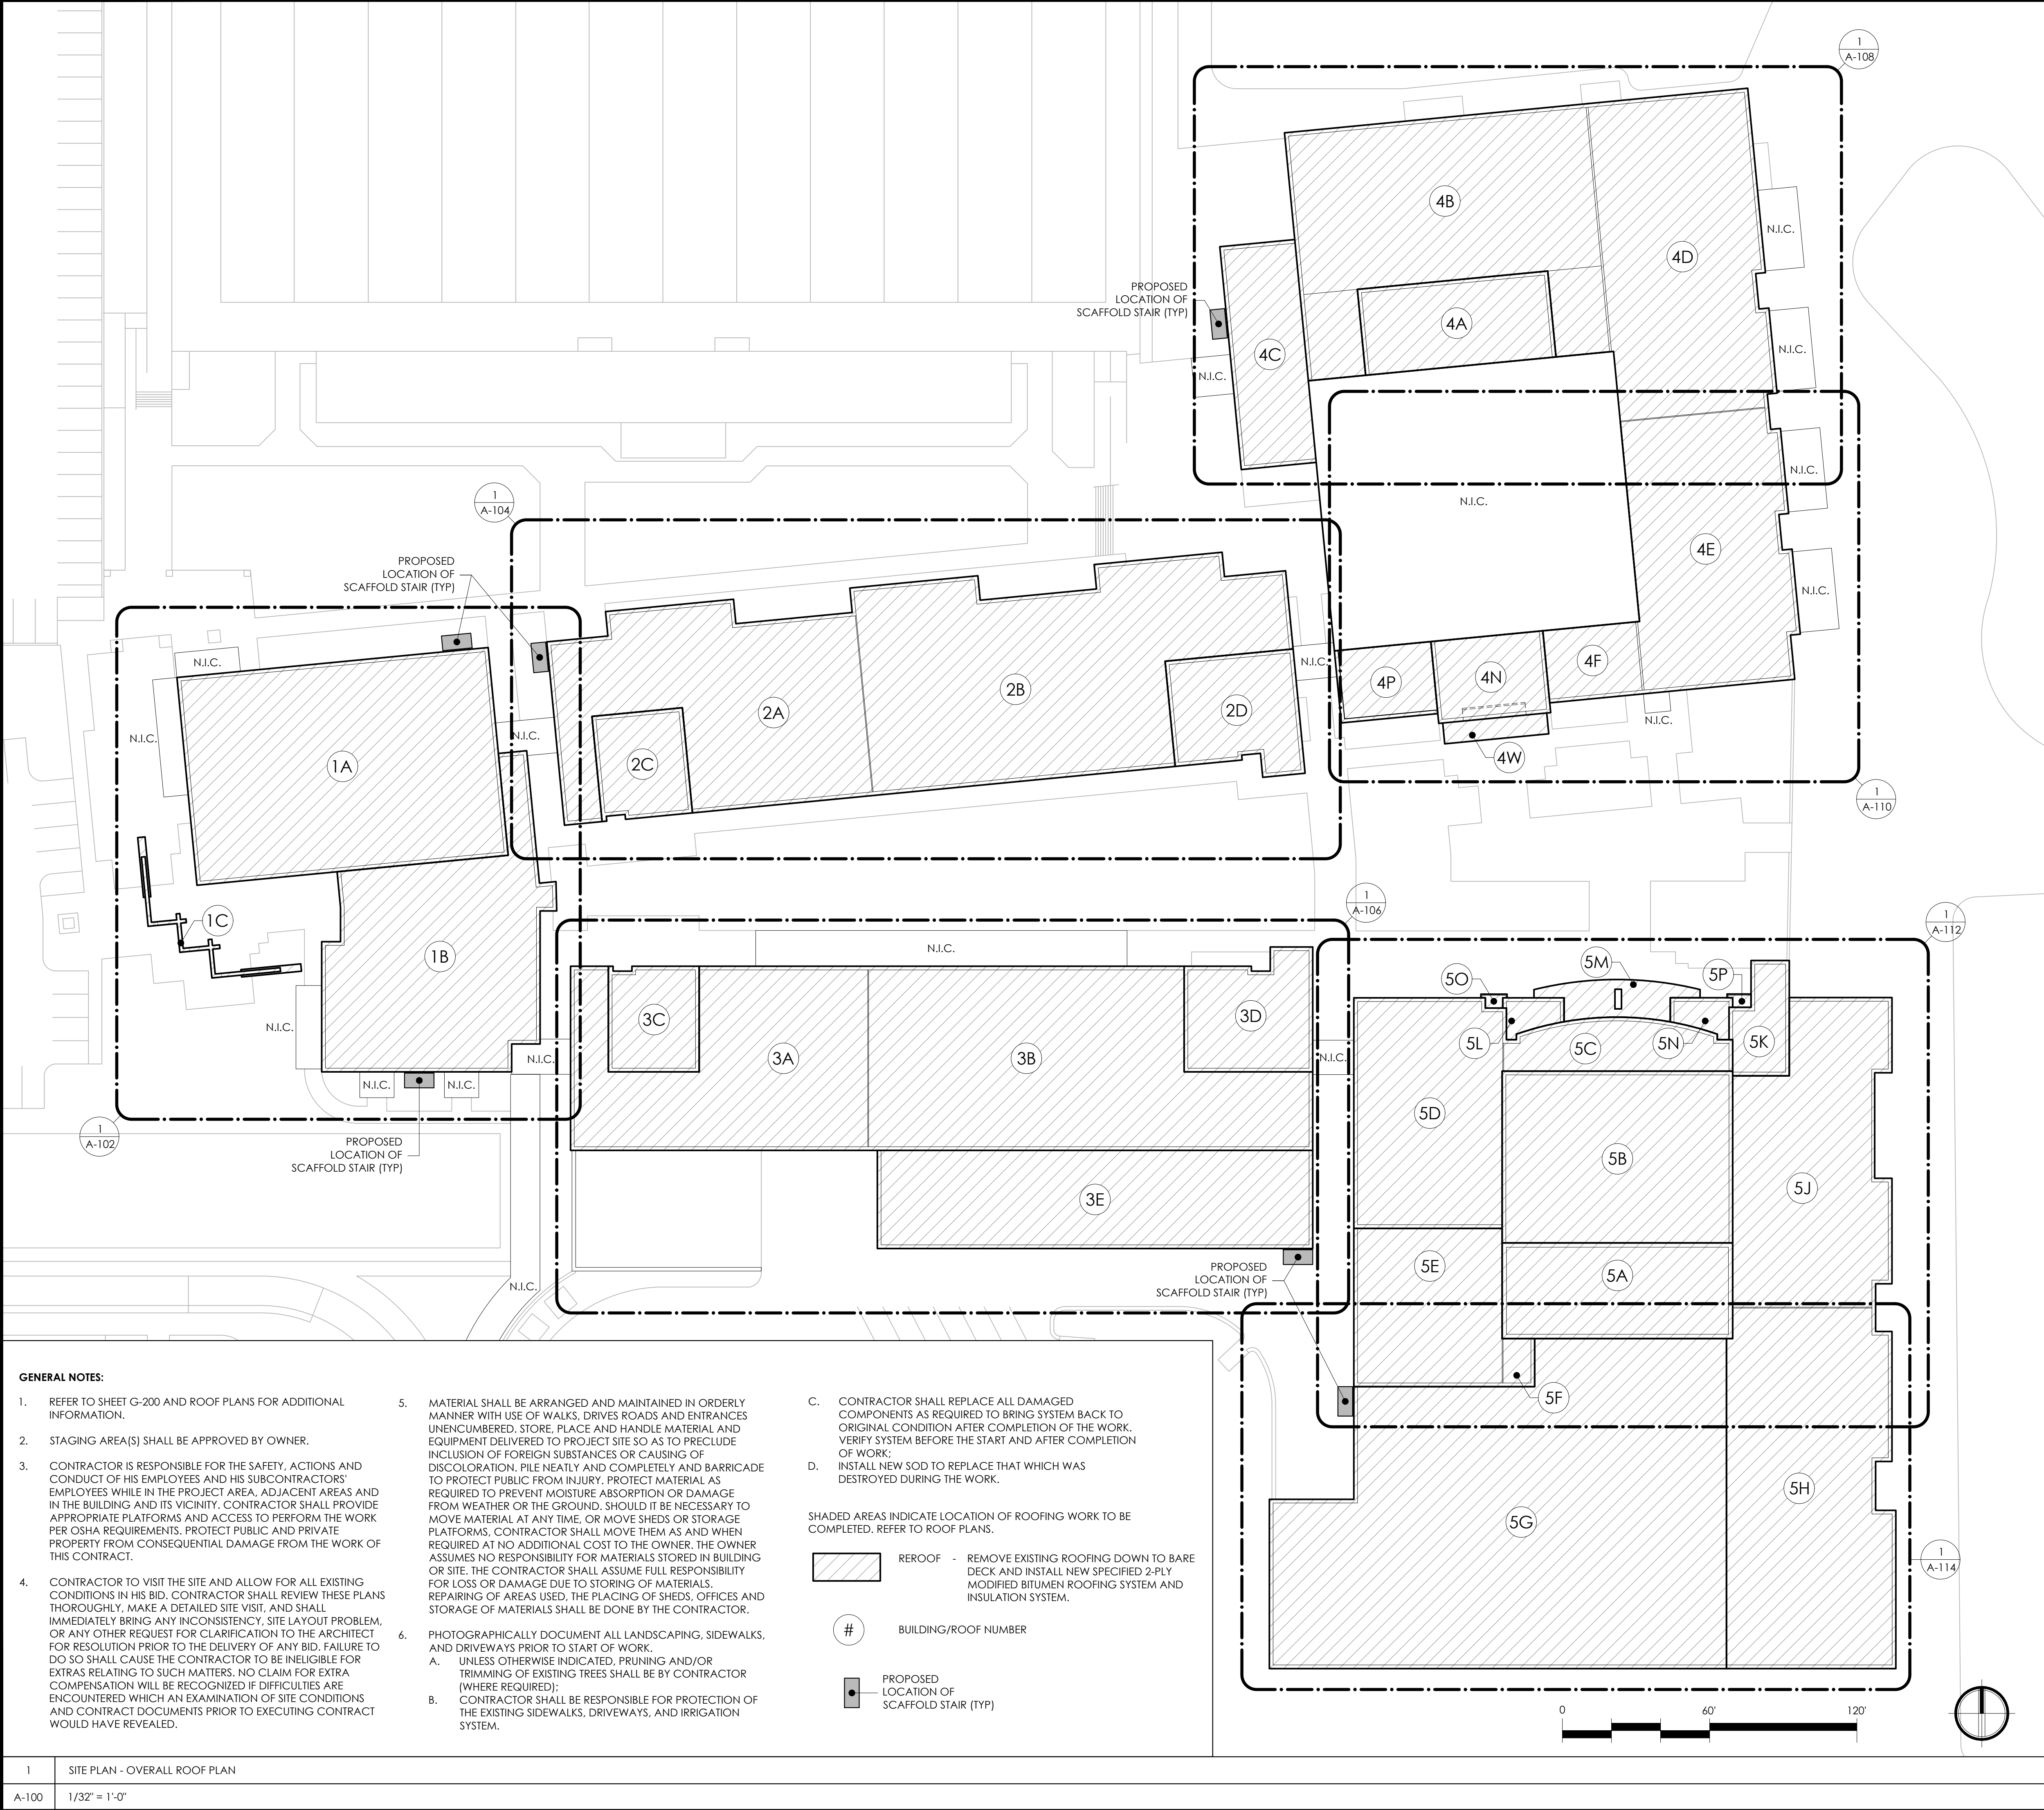 1
A-108
4B
4D
N.I.C.
PROPOSED
LOCATION OF
SCAFFOLD STAIR (TYP)
4A
4C
N.I.C.
N.I.C.
N.I.C.
N.I.C.
1
A-104
4E
PROPOSED
LOCATION OF
SCAFFOLD STAIR (TYP)
N.I.C.
N.I.C.
N.I.C.
4F
4N
4P
2B
2A
2D
N.I.C.
N.I.C.
N.I.C.
4W
1A
2C
1
A-110
1
A-106
1C
1
A-112
N.I.C.
1B
5M
5O
5P
3C
3D
N.I.C.
5L
5C
5N
5K
N.I.C.
3A
3B
N.I.C.
N.I.C.
N.I.C.
5D
1
A-102
PROPOSED
LOCATION OF
SCAFFOLD STAIR (TYP)
5B
5J
3E
5E
5A
PROPOSED
LOCATION OF
SCAFFOLD STAIR (TYP)
N.I.C.
5F
5H
5G
1
A-114
GENERAL NOTES:
1. REFER TO SHEET G-200 AND ROOF PLANS FOR ADDITIONAL
INFORMATION.
2. STAGING AREA(S) SHALL BE APPROVED BY OWNER.
3. CONTRACTOR IS RESPONSIBLE FOR THE SAFETY, ACTIONS AND
CONDUCT OF HIS EMPLOYEES AND HIS SUBCONTRACTORS'
EMPLOYEES WHILE IN THE PROJECT AREA, ADJACENT AREAS AND
IN THE BUILDING AND ITS VICINITY. CONTRACTOR SHALL PROVIDE
APPROPRIATE PLATFORMS AND ACCESS TO PERFORM THE WORK
PER OSHA REQUIREMENTS. PROTECT PUBLIC AND PRIVATE
PROPERTY FROM CONSEQUENTIAL DAMAGE FROM THE WORK OF
THIS CONTRACT.
4. CONTRACTOR TO VISIT THE SITE AND ALLOW FOR ALL EXISTING
CONDITIONS IN HIS BID. CONTRACTOR SHALL REVIEW THESE PLANS
THOROUGHLY, MAKE A DETAILED SITE VISIT, AND SHALL
IMMEDIATELY BRING ANY INCONSISTENCY, SITE LAYOUT PROBLEM,
OR ANY OTHER REQUEST FOR CLARIFICATION TO THE ARCHITECT
FOR RESOLUTION PRIOR TO THE DELIVERY OF ANY BID. FAILURE TO
DO SO SHALL CAUSE THE CONTRACTOR TO BE INELIGIBLE FOR
EXTRAS RELATING TO SUCH MATTERS. NO CLAIM FOR EXTRA
COMPENSATION WILL BE RECOGNIZED IF DIFFICULTIES ARE
ENCOUNTERED WHICH AN EXAMINATION OF SITE CONDITIONS
AND CONTRACT DOCUMENTS PRIOR TO EXECUTING CONTRACT
WOULD HAVE REVEALED.
5. MATERIAL SHALL BE ARRANGED AND MAINTAINED IN ORDERLY
MANNER WITH USE OF WALKS, DRIVES ROADS AND ENTRANCES
UNENCUMBERED. STORE, PLACE AND HANDLE MATERIAL AND
EQUIPMENT DELIVERED TO PROJECT SITE SO AS TO PRECLUDE
INCLUSION OF FOREIGN SUBSTANCES OR CAUSING OF
DISCOLORATION. PILE NEATLY AND COMPLETELY AND BARRICADE
TO PROTECT PUBLIC FROM INJURY. PROTECT MATERIAL AS
REQUIRED TO PREVENT MOISTURE ABSORPTION OR DAMAGE
FROM WEATHER OR THE GROUND. SHOULD IT BE NECESSARY TO
MOVE MATERIAL AT ANY TIME, OR MOVE SHEDS OR STORAGE
PLATFORMS, CONTRACTOR SHALL MOVE THEM AS AND WHEN
REQUIRED AT NO ADDITIONAL COST TO THE OWNER. THE OWNER
ASSUMES NO RESPONSIBILITY FOR MATERIALS STORED IN BUILDING
OR SITE. THE CONTRACTOR SHALL ASSUME FULL RESPONSIBILITY
FOR LOSS OR DAMAGE DUE TO STORING OF MATERIALS.
REPAIRING OF AREAS USED, THE PLACING OF SHEDS, OFFICES AND
STORAGE OF MATERIALS SHALL BE DONE BY THE CONTRACTOR.
6. PHOTOGRAPHICALLY DOCUMENT ALL LANDSCAPING, SIDEWALKS,
AND DRIVEWAYS PRIOR TO START OF WORK.
A. UNLESS OTHERWISE INDICATED, PRUNING AND/OR
TRIMMING OF EXISTING TREES SHALL BE BY CONTRACTOR
(WHERE REQUIRED);
B. CONTRACTOR SHALL BE RESPONSIBLE FOR PROTECTION OF
THE EXISTING SIDEWALKS, DRIVEWAYS, AND IRRIGATION
SYSTEM.
C. CONTRACTOR SHALL REPLACE ALL DAMAGED
COMPONENTS AS REQUIRED TO BRING SYSTEM BACK TO
ORIGINAL CONDITION AFTER COMPLETION OF THE WORK.
VERIFY SYSTEM BEFORE THE START AND AFTER COMPLETION
OF WORK;
D. INSTALL NEW SOD TO REPLACE THAT WHICH WAS
DESTROYED DURING THE WORK.
SHADED AREAS INDICATE LOCATION OF ROOFING WORK TO BE
COMPLETED. REFER TO ROOF PLANS.
REROOF - REMOVE EXISTING ROOFING DOWN TO BARE
DECK AND INSTALL NEW SPECIFIED 2-PLY
MODIFIED BITUMEN ROOFING SYSTEM AND
INSULATION SYSTEM.
# BUILDING/ROOF NUMBER
PROPOSED
LOCATION OF
SCAFFOLD STAIR (TYP)
0 60' 120'
1 SITE PLAN - OVERALL ROOF PLAN
A-100 1/32" = 1'-0"